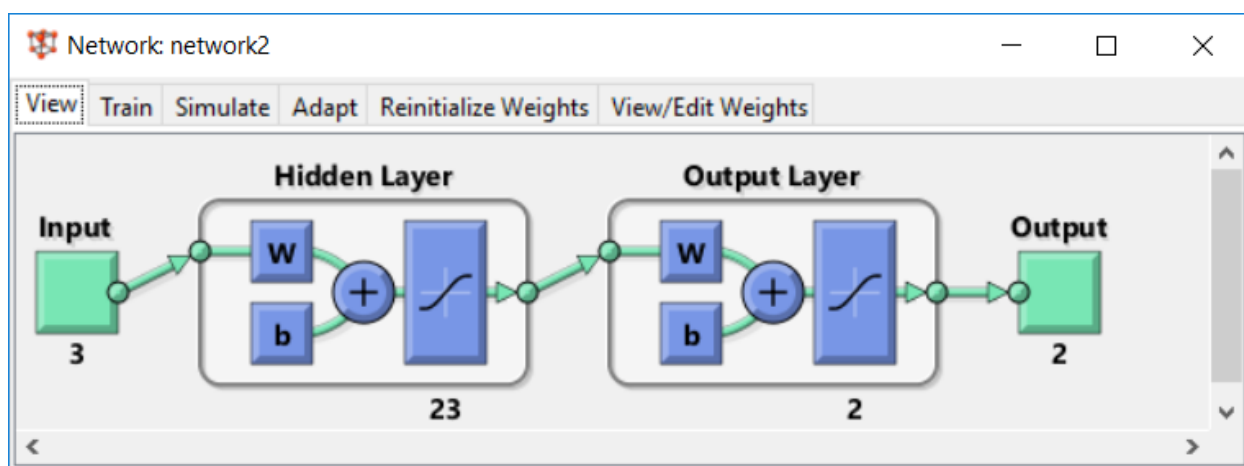 Network: network2
View Train Simulate Adapt Reinitialize Weights View/Edit Weights
Hidden Layer Output Layer
Input Output
W W
b b
3 2
23 2